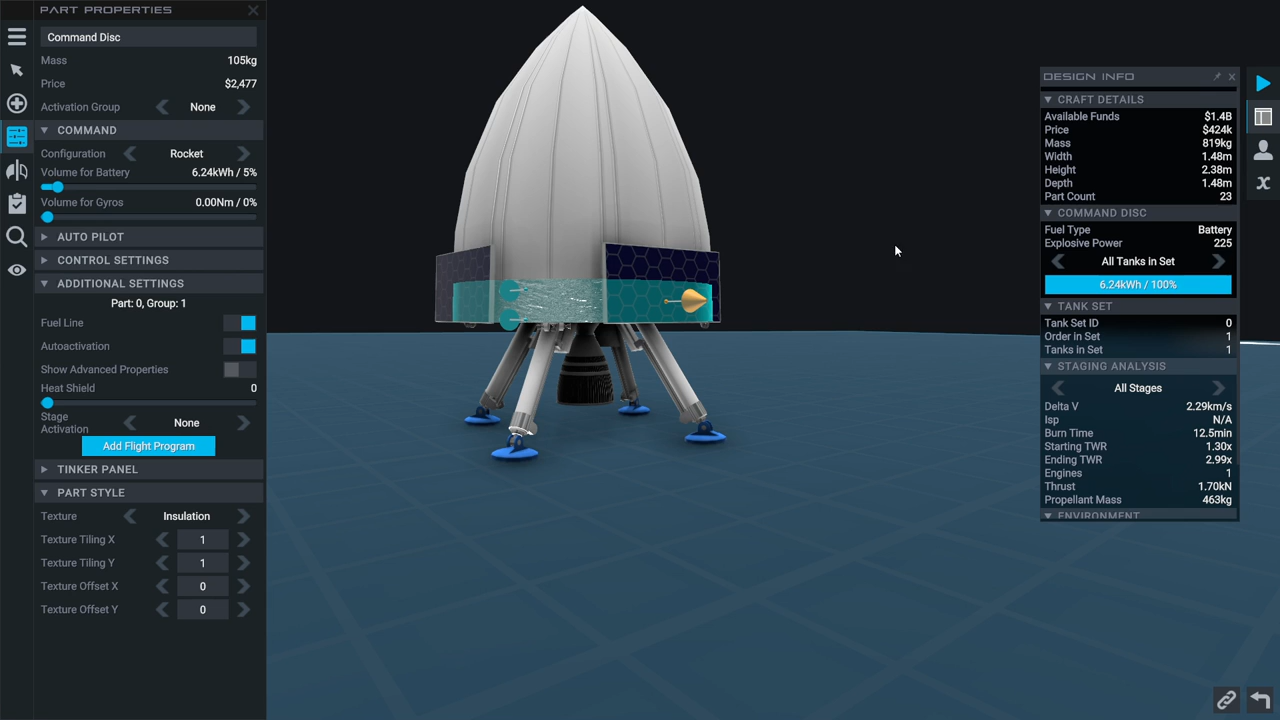 PART PROPERTIES
Command Disc
Mass 105kg
Price $2,477
Activation Group None
COMMAND
Configuration Rocket
Volume for Battery 6.24kWh / 5%
Volume for Gyros 0.00Nm / 0%
AUTO PILOT
CONTROL SETTINGS
ADDITIONAL SETTINGS
Part: 0, Group: 1
Fuel Line
Autoactivation
Show Advanced Properties
Heat Shield 0
Stage Activation None
Add Flight Program
TINKER PANEL
PART STYLE
Texture Insulation
Texture Tiling X 1
Texture Tiling Y 1
Texture Offset X 0
Texture Offset Y 0
DESIGN INFO
CRAFT DETAILS
Available Funds $1.4B
Price $424k
Mass 819kg
Width 1.48m
Height 2.38m
Depth 1.48m
Part Count 23
COMMAND DISC
Fuel Type Battery
Explosive Power 225
All Tanks in Set
6.24kWh / 100%
TANK SET
Tank Set ID 0
Order in Set 1
Tanks in Set 1
STAGING ANALYSIS
All Stages
Delta V 2.29km/s
Isp N/A
Burn Time 12.5min
Starting TWR 1.30x
Ending TWR 2.99x
Engines 1
Thrust 1.70kN
Propellant Mass 463kg
ENVIRONMENT